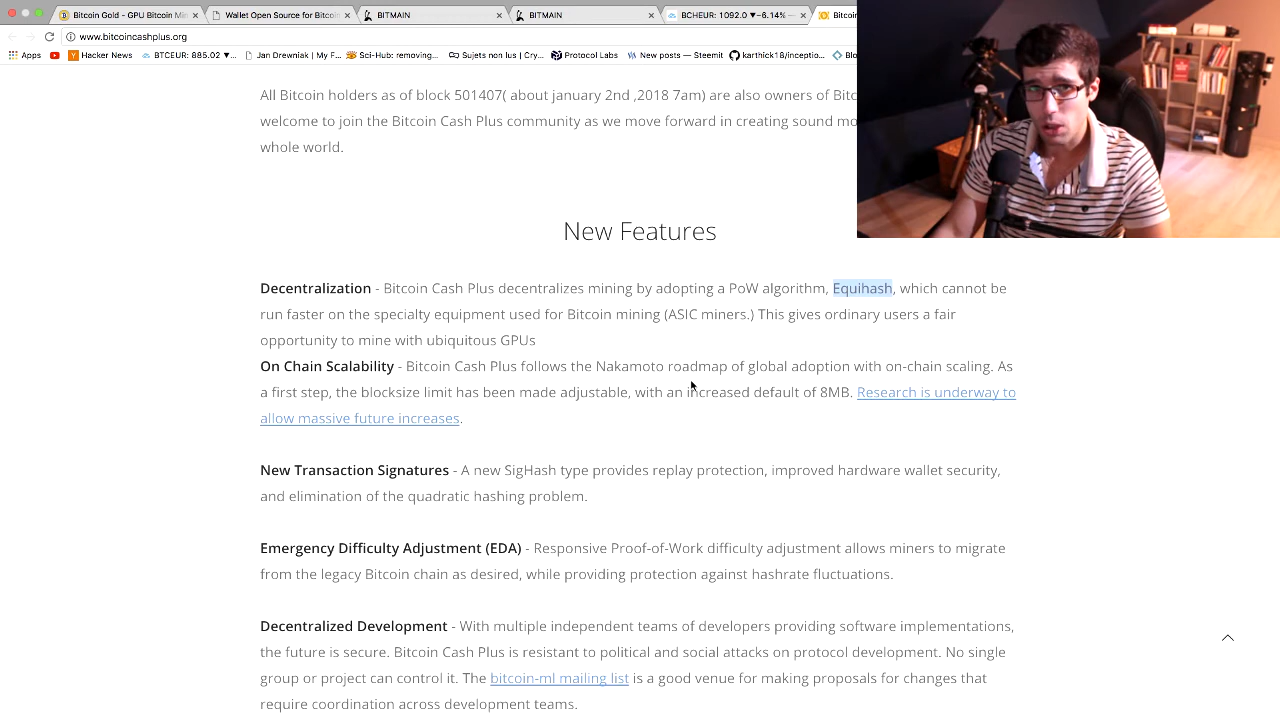 Bitcoin Gold - GPU Bitcoin Mi
Wallet Open Source for Bitcoin
BITMAIN
BITMAIN
BCHEUR: 1092.0 ▼−6.14%
Bitcoin
www.bitcoincashplus.org
Apps
Hacker News
BTCEUR: 885.02 ▼...
Jan Drewniak | My F...
Sci-Hub: removing...
Sujets non lus | Cry...
Protocol Labs
New posts — Steemit
karthick18/inceptio...
Blo
All Bitcoin holders as of block 501407( about january 2nd ,2018 7am) are also owners of Bitc
welcome to join the Bitcoin Cash Plus community as we move forward in creating sound mo
whole world.
New Features
Decentralization - Bitcoin Cash Plus decentralizes mining by adopting a PoW algorithm, Equihash, which cannot be
run faster on the specialty equipment used for Bitcoin mining (ASIC miners.) This gives ordinary users a fair
opportunity to mine with ubiquitous GPUs
On Chain Scalability - Bitcoin Cash Plus follows the Nakamoto roadmap of global adoption with on-chain scaling. As
a first step, the blocksize limit has been made adjustable, with an increased default of 8MB. Research is underway to
allow massive future increases.
New Transaction Signatures - A new SigHash type provides replay protection, improved hardware wallet security,
and elimination of the quadratic hashing problem.
Emergency Difficulty Adjustment (EDA) - Responsive Proof-of-Work difficulty adjustment allows miners to migrate
from the legacy Bitcoin chain as desired, while providing protection against hashrate fluctuations.
Decentralized Development - With multiple independent teams of developers providing software implementations,
the future is secure. Bitcoin Cash Plus is resistant to political and social attacks on protocol development. No single
group or project can control it. The bitcoin-ml mailing list is a good venue for making proposals for changes that
require coordination across development teams.